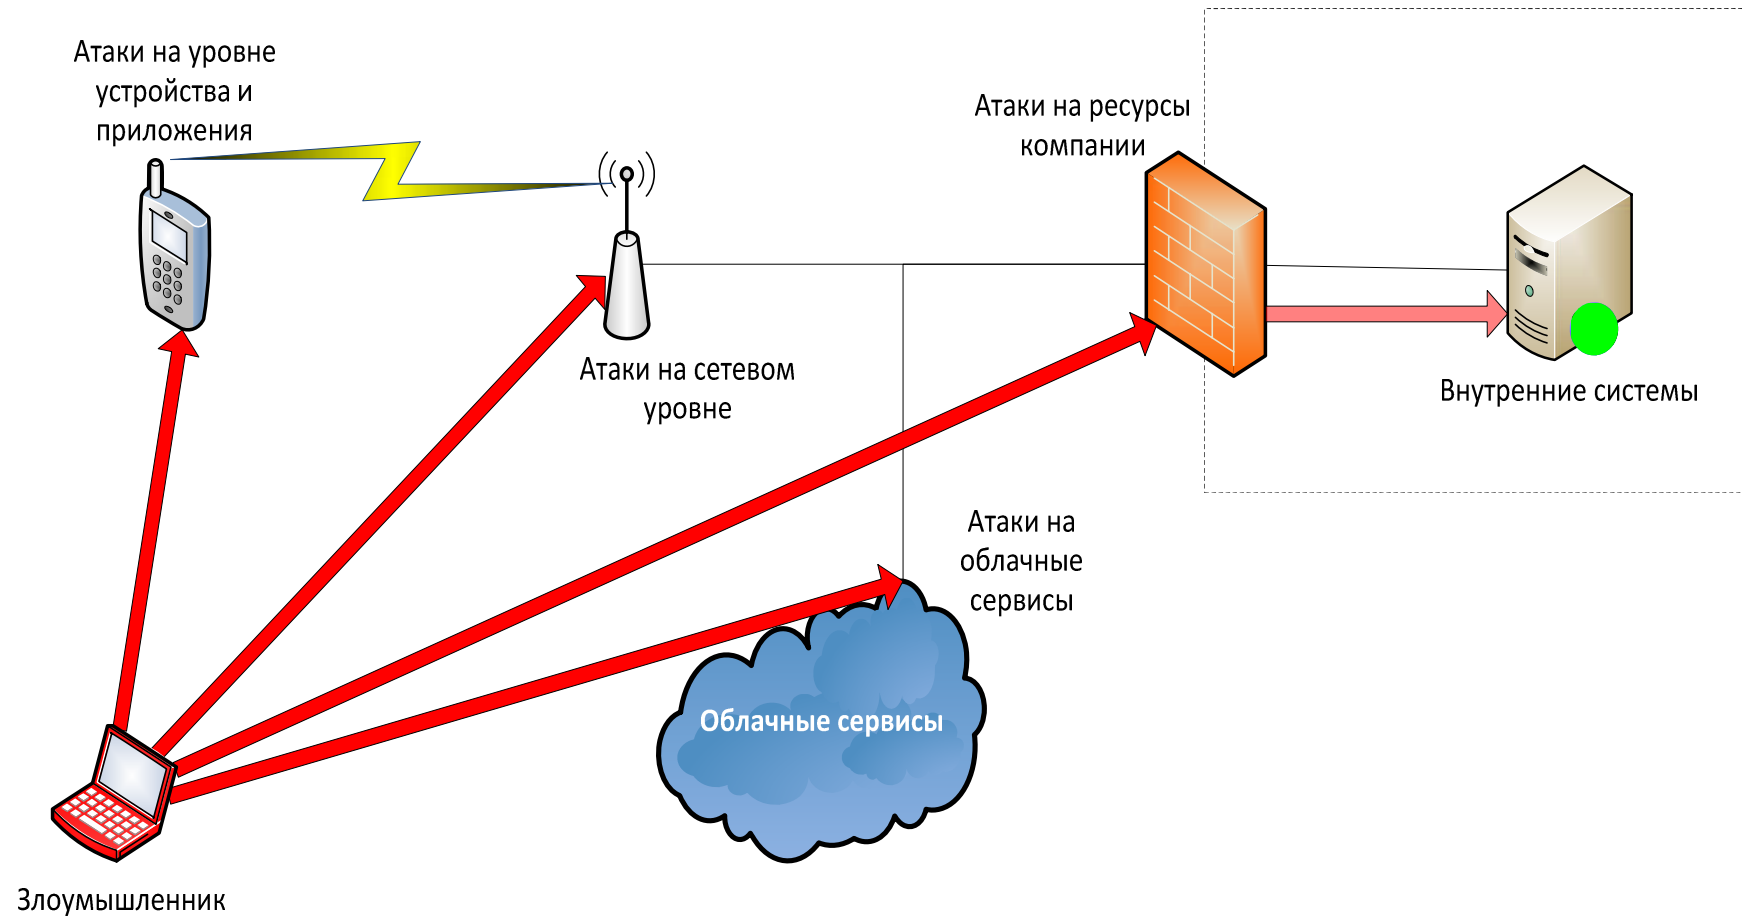 Атаки на уровне
устройства и
приложения
Атаки на ресурсы
компании
Атаки на сетевом
уровне
Внутренние системы
Атаки на
облачные
сервисы
Облачные сервисы
Злоумышленник